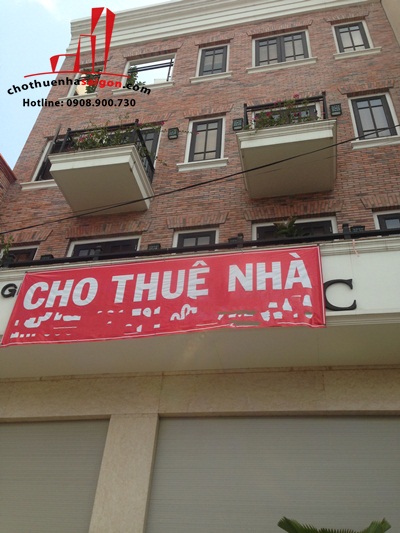 chothuenhasaigon.com
Hotline: 0908.900.730
CHO THUÊ NHÀ
G
C